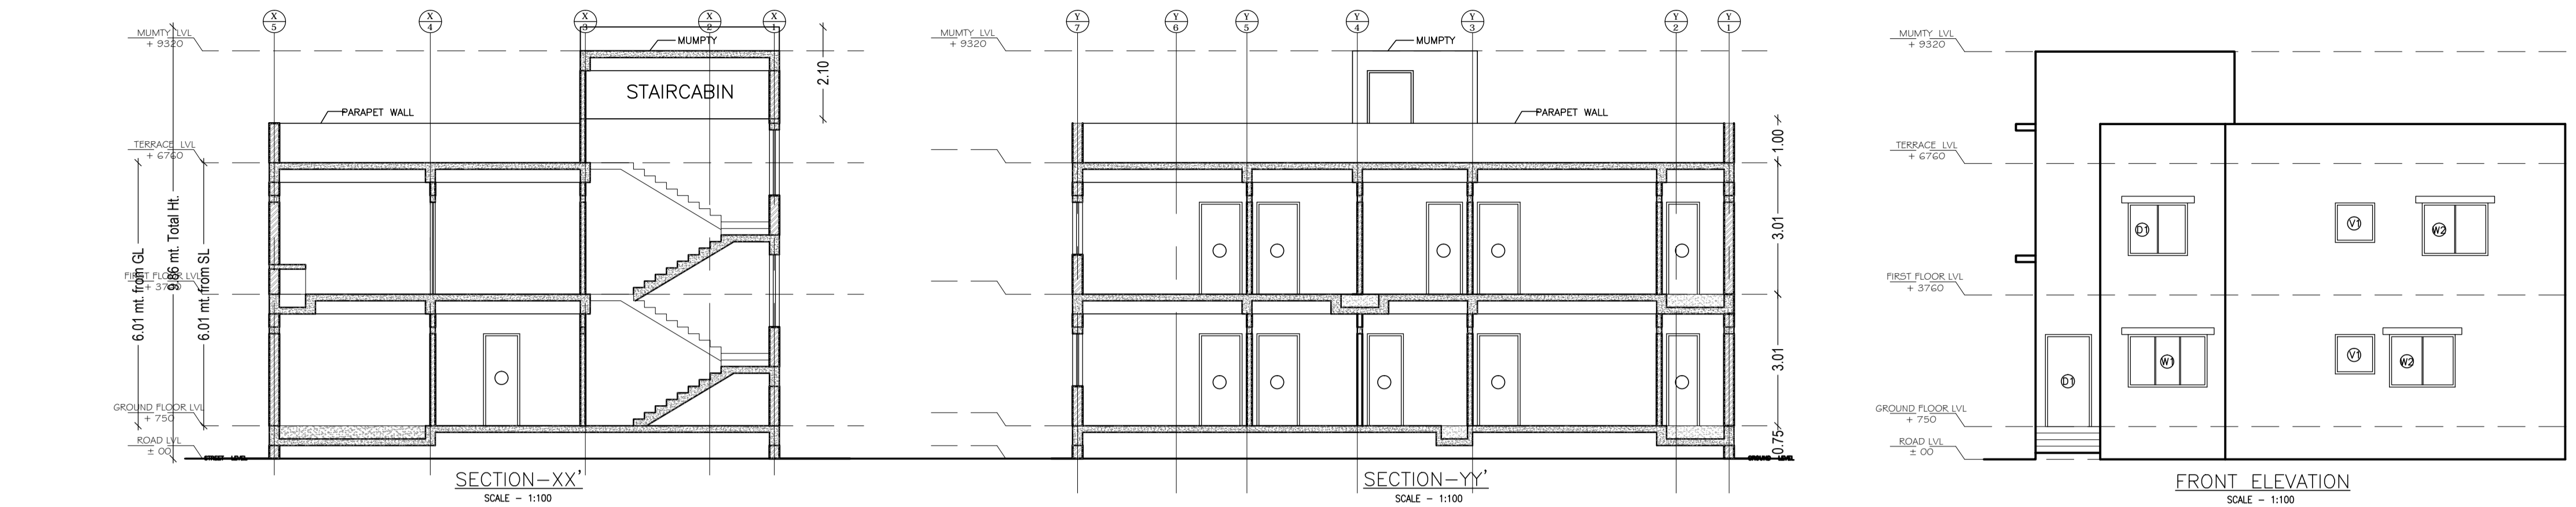 X
5
X
4
X
3
X
2
X
1
MUMTY LVL
+ 9320
MUMPTY
STAIRCABIN
2.10
PARAPET WALL
TERRACE LVL
+ 6760
9.86 mt. Total Ht.
6.01 mt. from GL
6.01 mt. from SL
FIRST FLOOR LVL
+ 3760
GROUND FLOOR LVL
+ 750
ROAD LVL
± 00
STREET LEVEL
SECTION-XX'
SCALE - 1:100
Y
7
Y
6
Y
5
Y
4
Y
3
Y
2
Y
1
MUMTY LVL
+ 9320
MUMPTY
PARAPET WALL
1.00
3.01
3.01
0.75
GROUND LEVEL
SECTION-YY'
SCALE - 1:100
MUMTY LVL
+ 9320
TERRACE LVL
+ 6760
D1
V1
W2
FIRST FLOOR LVL
+ 3760
W1
V1
W2
D1
GROUND FLOOR LVL
+ 750
ROAD LVL
± 00
FRONT ELEVATION
SCALE - 1:100